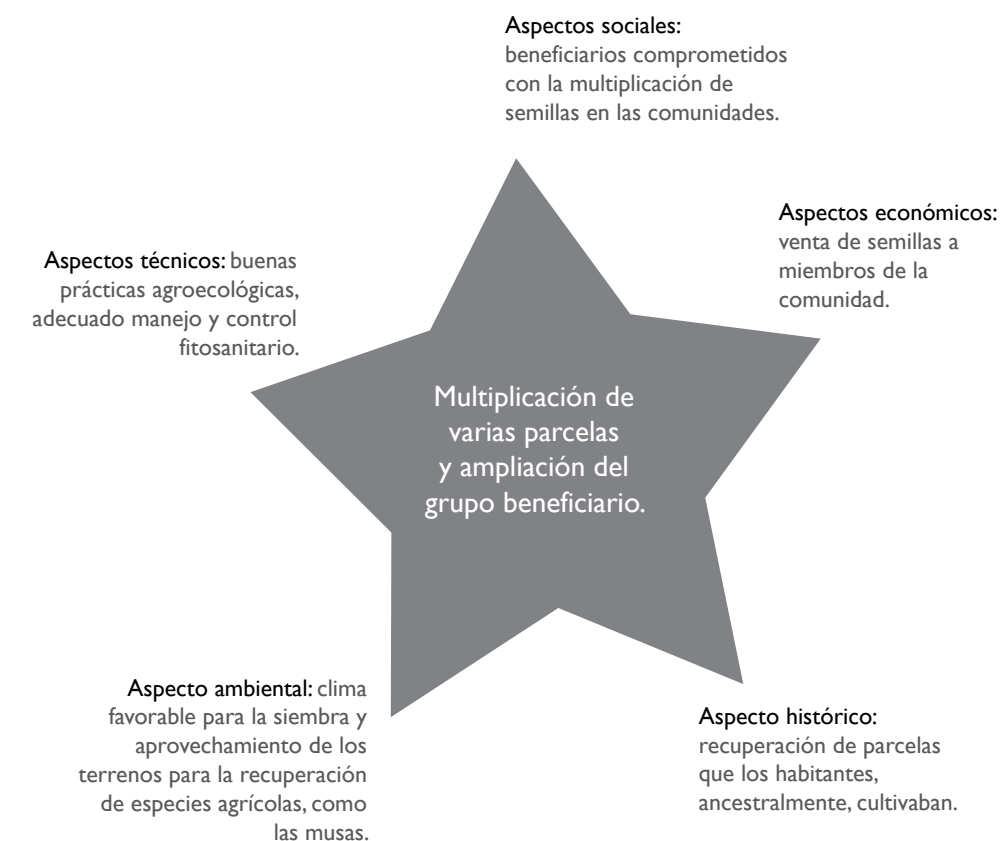 Aspectos sociales:
beneficiarios comprometidos
con la multiplicación de
semillas en las comunidades.
Aspectos económicos:
venta de semillas a
miembros de la
comunidad.
Aspectos técnicos: buenas
prácticas agroecológicas,
adecuado manejo y control
fitosanitario.
Multiplicación de
varias parcelas
y ampliación del
grupo beneficiario.
Aspecto ambiental: clima
favorable para la siembra y
aprovechamiento de los
terrenos para la recuperación
de especies agrícolas, como
las musas.
Aspecto histórico:
recuperación de parcelas
que los habitantes,
ancestralmente, cultivaban.